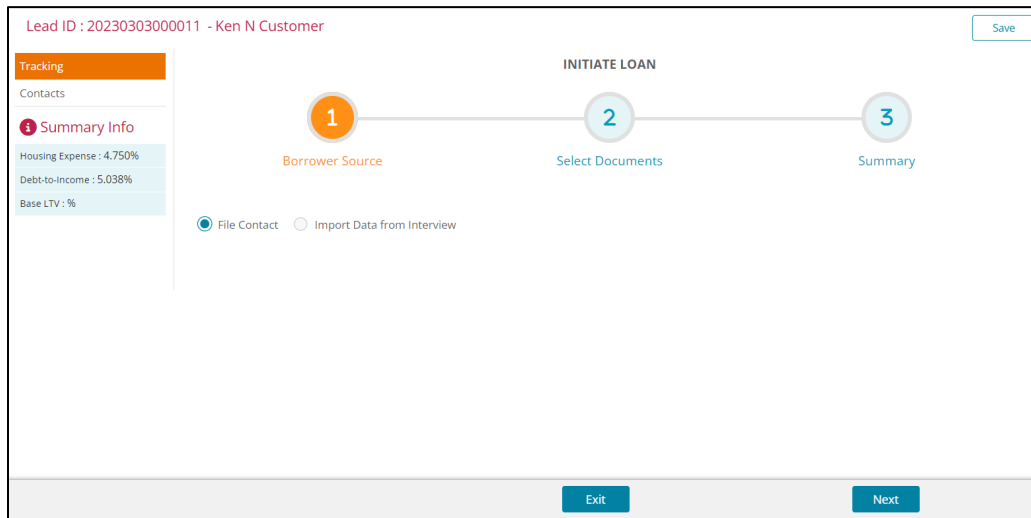 Lead ID : 20230303000011 - Ken N Customer
Save
Tracking
Contacts
Summary Info
Housing Expense : 4.750%
Debt-to-Income : 5.038%
Base LTV : %
INITIATE LOAN
1
2
3
Borrower Source
Select Documents
Summary
File Contact
Import Data from Interview
Exit
Next